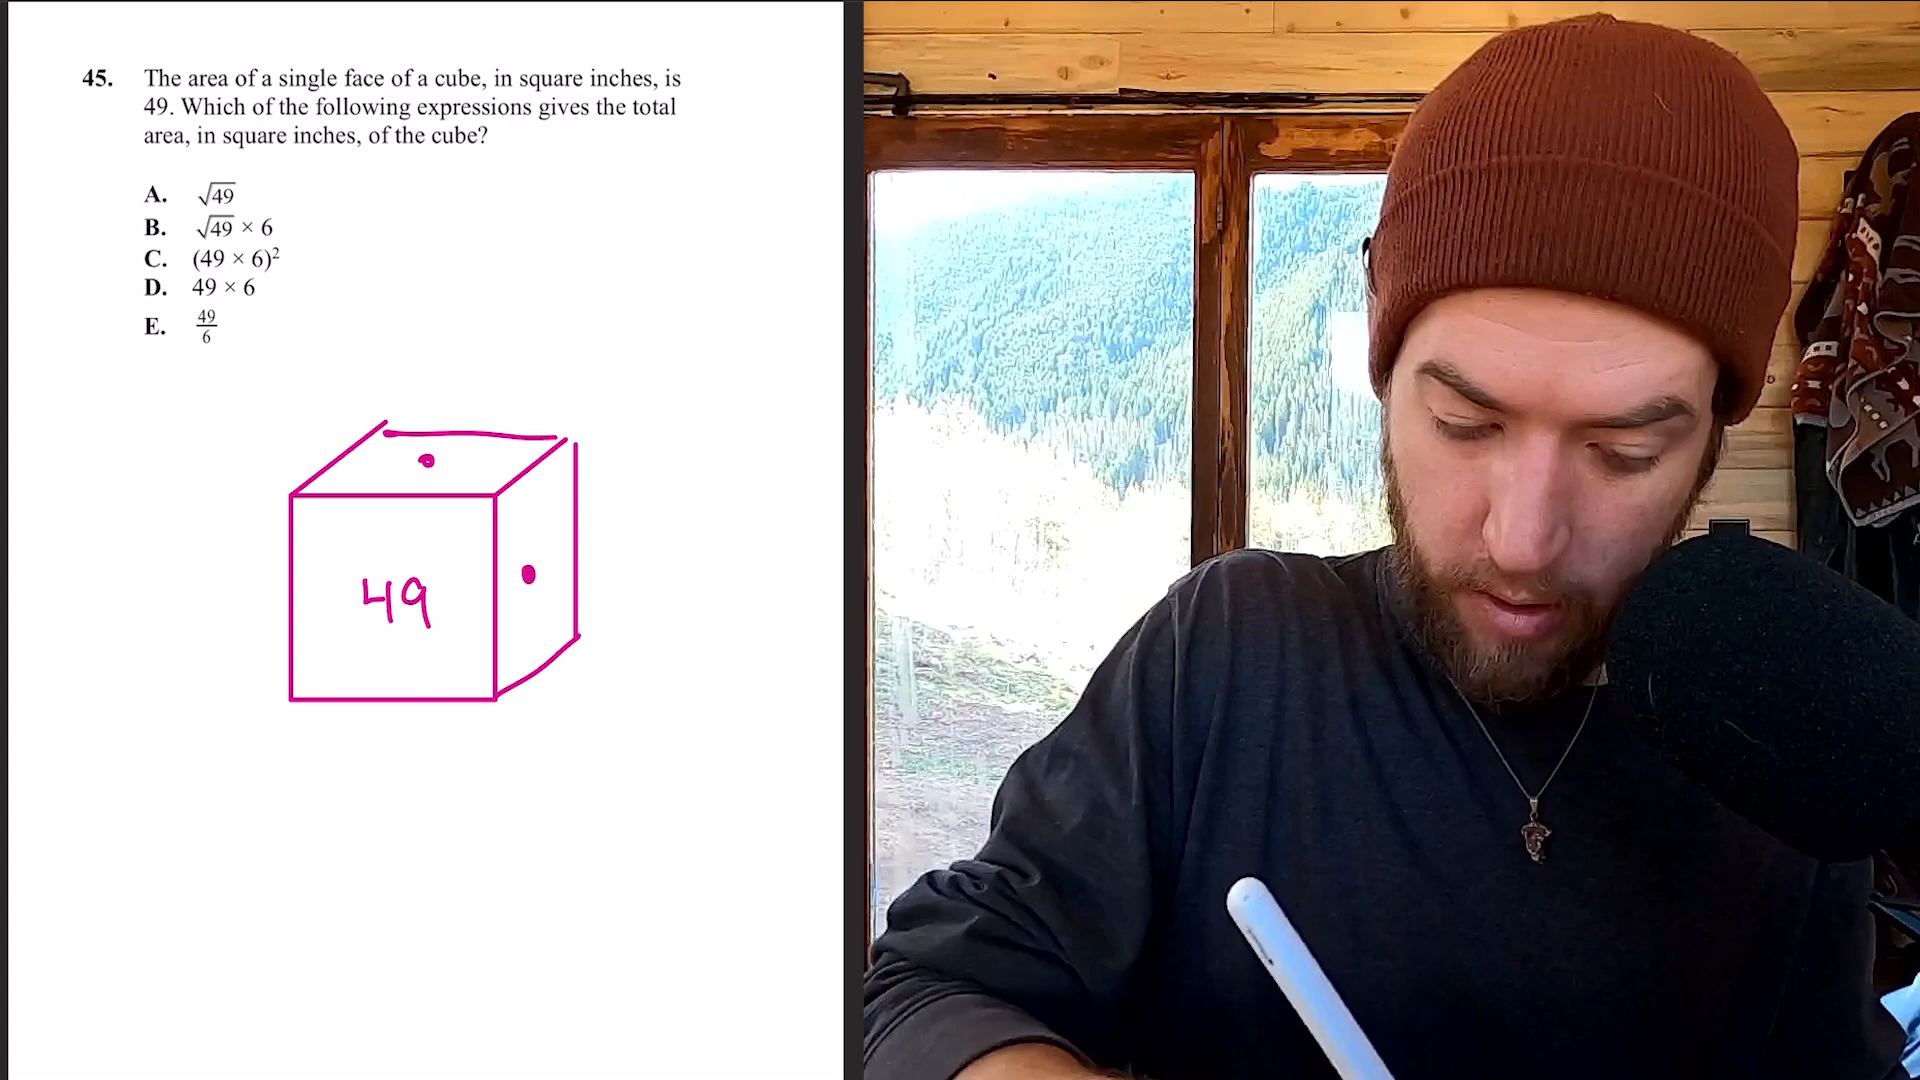 45. The area of a single face of a cube, in square inches, is
49. Which of the following expressions gives the total
area, in square inches, of the cube?
A. √49
B. √49 × 6
C. (49 × 6)²
D. 49 × 6
E. 49/6
49